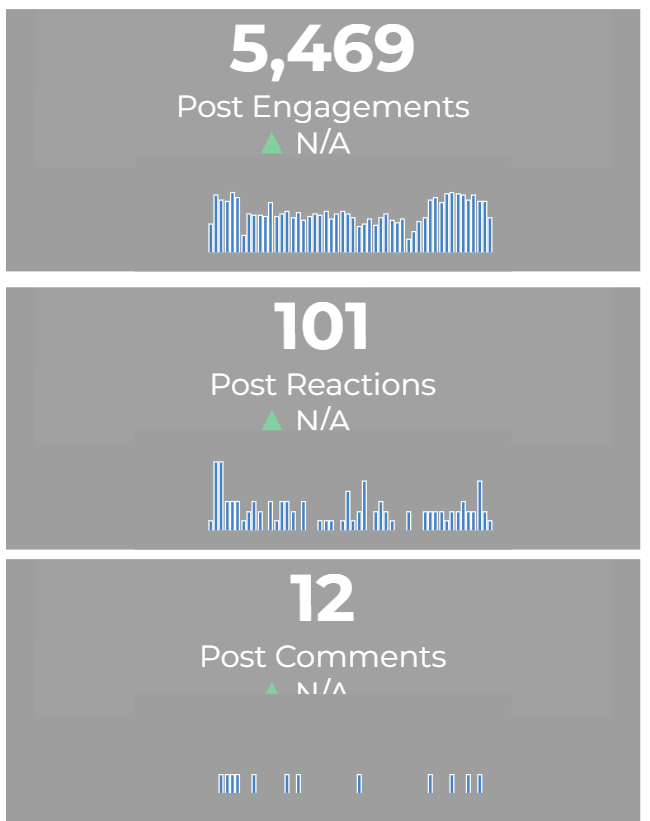 5,469
Post Engagements
▲ N/A
101
Post Reactions
▲ N/A
12
Post Comments
▲ N/A